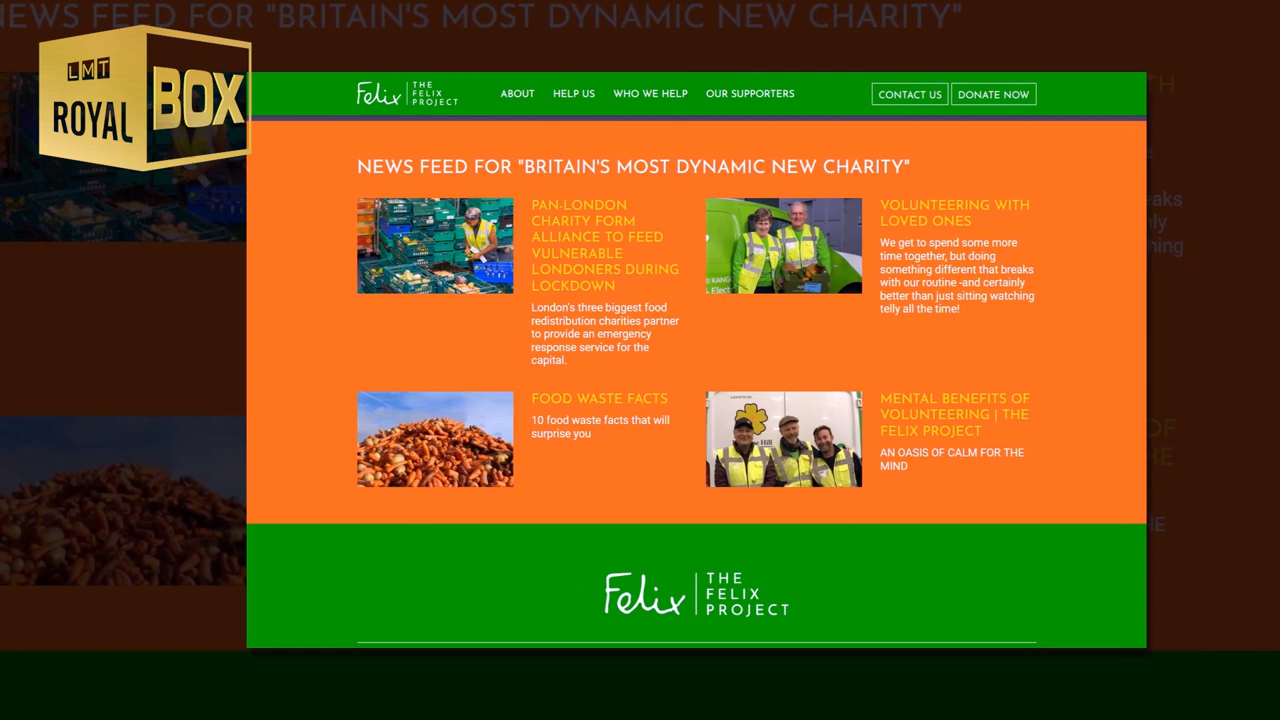 NEWS FEED FOR "BRITAIN'S MOST DYNAMIC NEW CHARITY"
LMT
ROYAL
BOX
Felix
THE
FELIX
PROJECT
ABOUT
HELP US
WHO WE HELP
OUR SUPPORTERS
CONTACT US
DONATE NOW
NEWS FEED FOR "BRITAIN'S MOST DYNAMIC NEW CHARITY"
PAN-LONDON
CHARITY FORM
ALLIANCE TO FEED
VULNERABLE
LONDONERS DURING
LOCKDOWN
London's three biggest food
redistribution charities partner
to provide an emergency
response service for the
capital.
VOLUNTEERING WITH
LOVED ONES
We get to spend some more
time together, but doing
something different that breaks
with our routine -and certainly
better than just sitting watching
telly all the time!
FOOD WASTE FACTS
10 food waste facts that will
surprise you
MENTAL BENEFITS OF
VOLUNTEERING | THE
FELIX PROJECT
AN OASIS OF CALM FOR THE
MIND
Felix
THE
FELIX
PROJECT